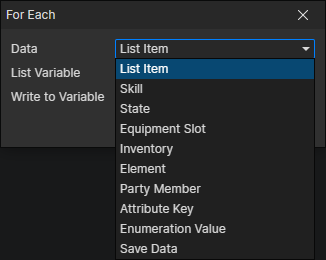 For Each
Data
List Item
List Variable
Write to Variable
List Item
Skill
State
Equipment Slot
Inventory
Element
Party Member
Attribute Key
Enumeration Value
Save Data